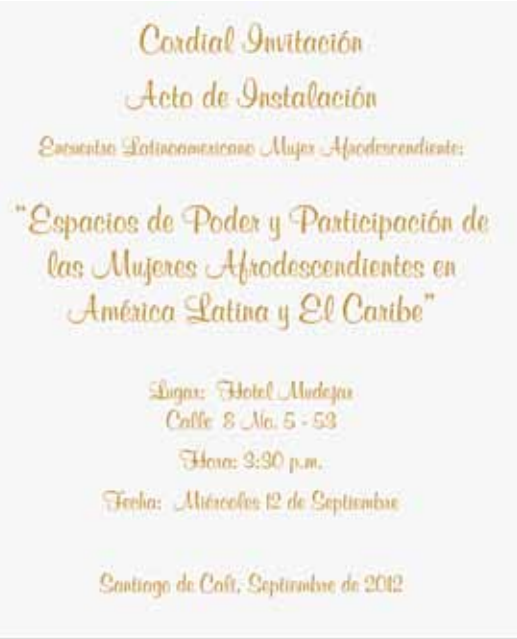 Cordial Invitación
Acto de Instalación
Encuentro Latinoamericano Mujer Afrodescendiente:
"Espacios de Poder y Participación de
las Mujeres Afrodescendientes en
América Latina y El Caribe"
Lugar: Hotel Mudejar
Calle 8 No. 5 - 53
Hora: 3:30 p.m.
Fecha: Miércoles 12 de Septiembre
Santiago de Cali, Septiembre de 2012